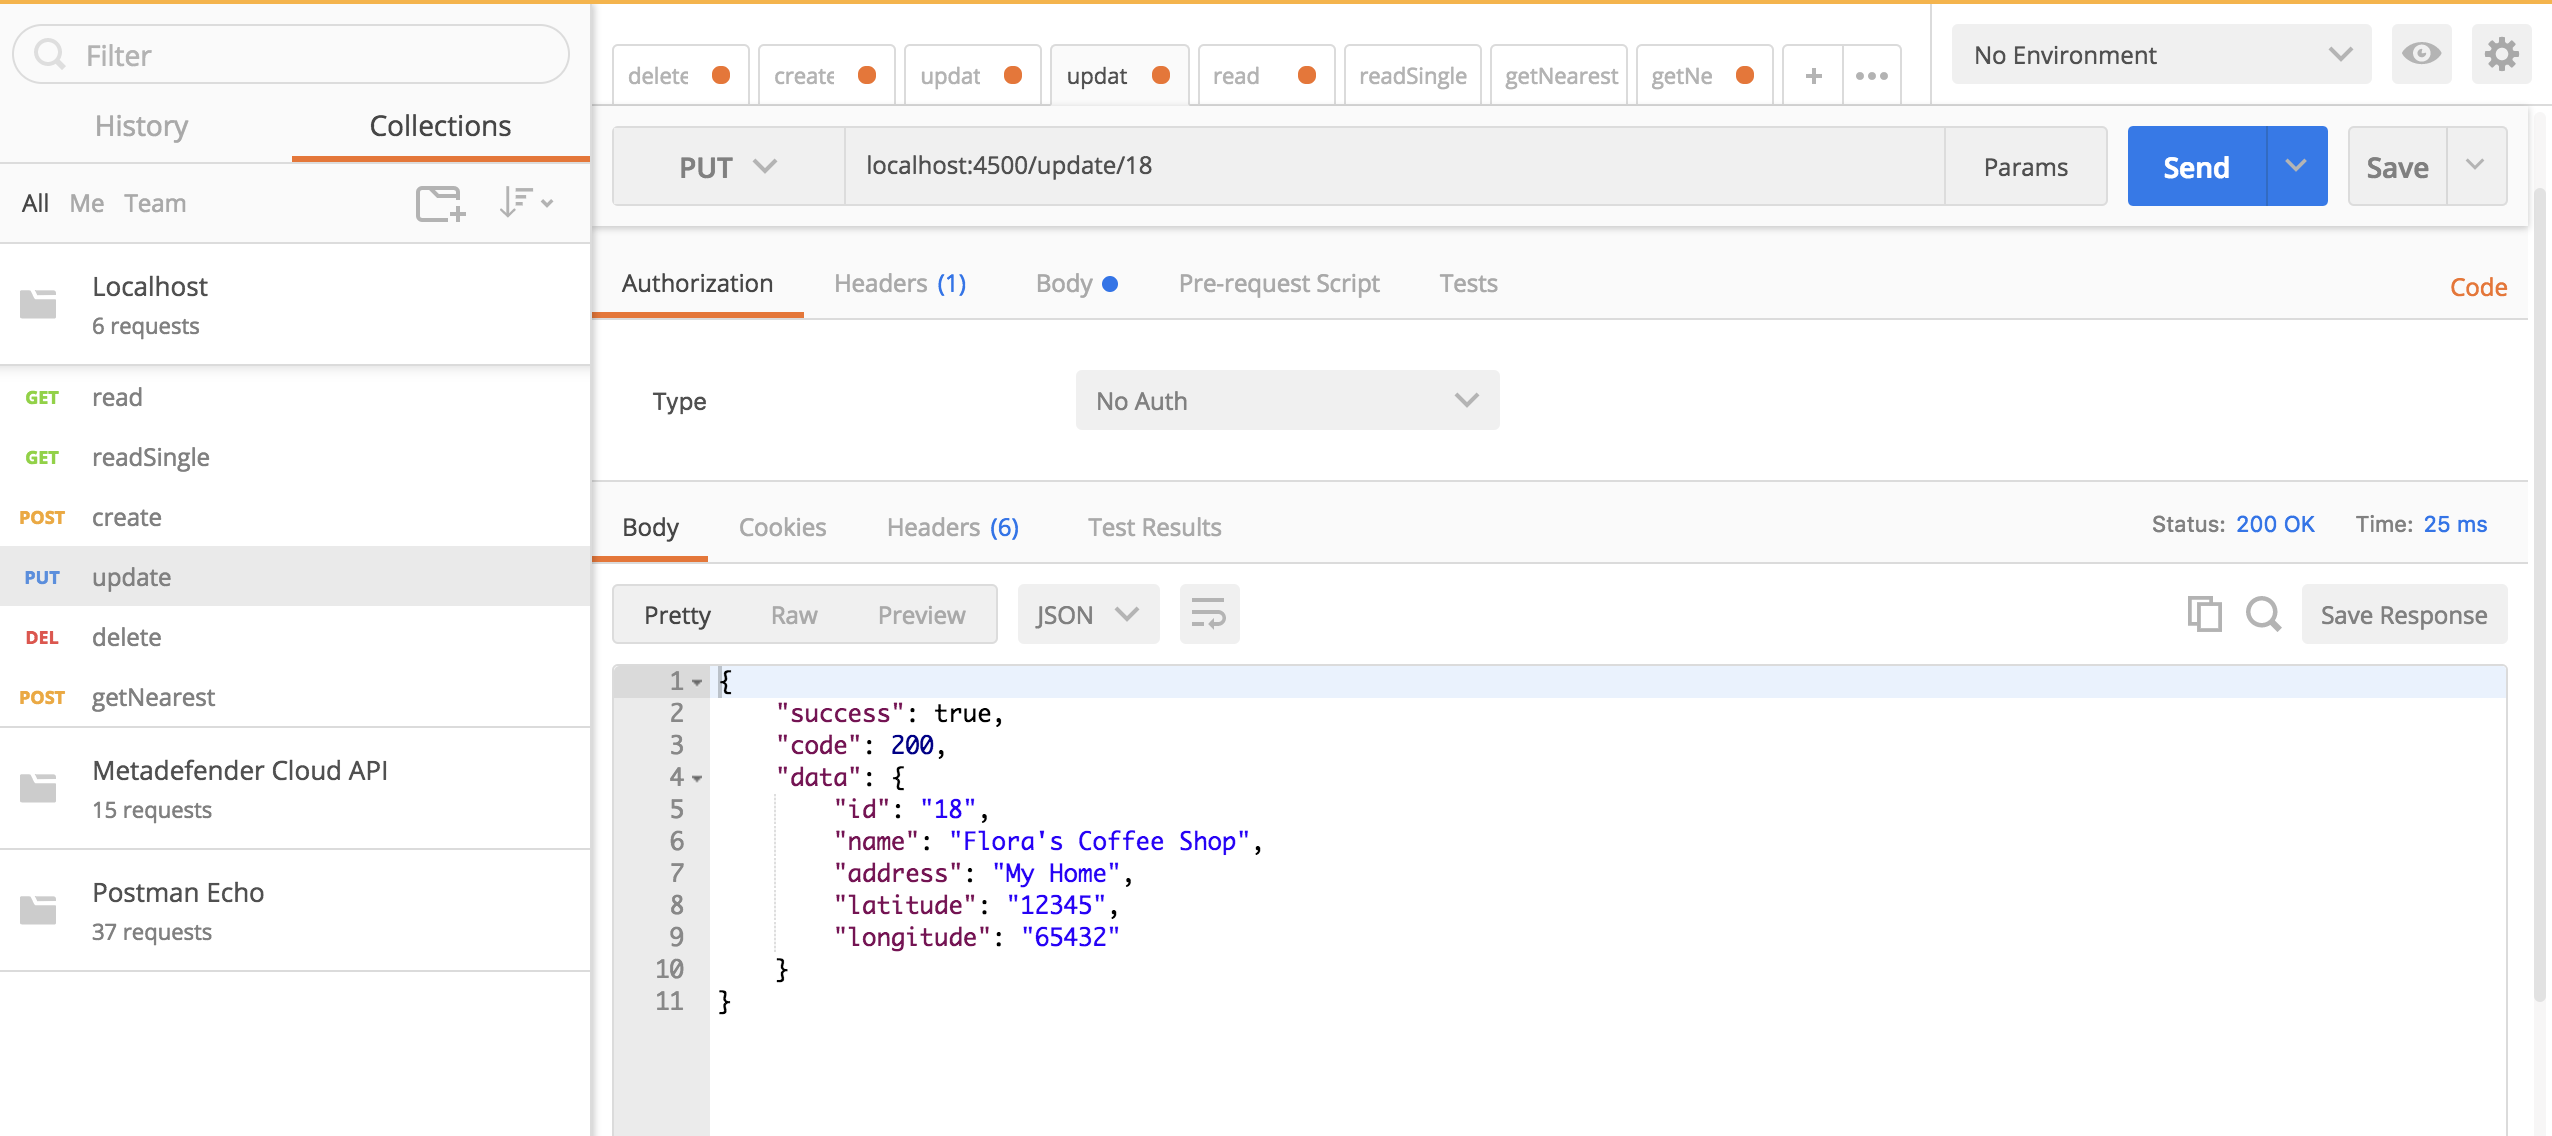 Filter
History Collections
All Me Team
Localhost
6 requests
GET read
GET readSingle
POST create
PUT update
DEL delete
POST getNearest
Metadefender Cloud API
15 requests
Postman Echo
37 requests
delete create updat updat read readSingle getNearest getNe + •••
No Environment
PUT localhost:4500/update/18 Params Send Save
Authorization Headers (1) Body Pre-request Script Tests Code
Type No Auth
Body Cookies Headers (6) Test Results Status: 200 OK Time: 25 ms
Pretty Raw Preview JSON Save Response
1 {
2 "success": true,
3 "code": 200,
4 "data": {
5 "id": "18",
6 "name": "Flora's Coffee Shop",
7 "address": "My Home",
8 "latitude": "12345",
9 "longitude": "65432"
10 }
11 }